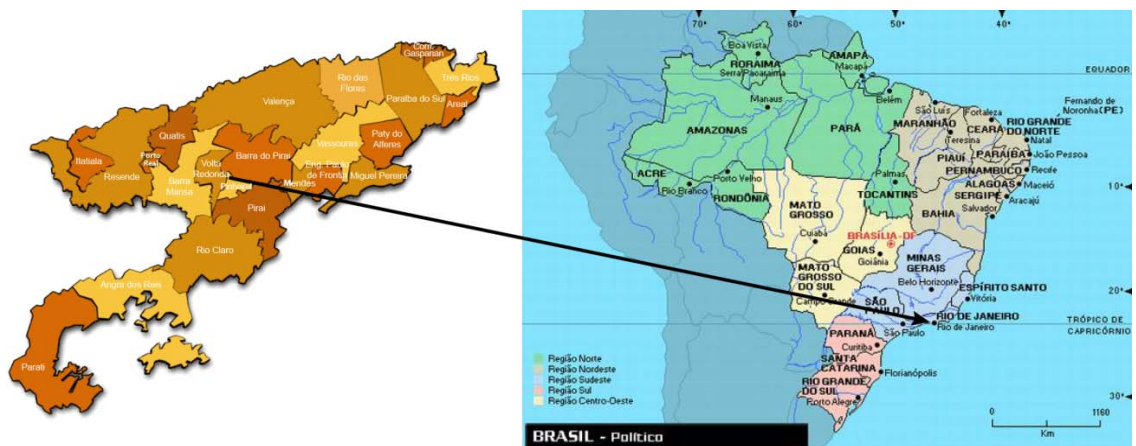 Com.
Gasparian
Três Rios
Rio das
Flores
Paraíba do Sul
Areal
Valença
Quatis
Paty do
Alferes
Vassouras
Itatiaia
Porto
Real
Volta
Redonda
Barra do Piraí
Eng. Paulo
de Frontin
Resende
Barra
Mansa
Pinheiral
Mendes
Miguel Pereira
Piraí
Rio Claro
Angra dos Reis
Parati
70°
60°
50°
40°
Boa Vista
RORAIMA
Serra Pacaraima
AMAPÁ
Macapá
EQUADOR
Belém
Manaus
São Luís
Fortaleza
Fernando de
Noronha(PE)
AMAZONAS
PARÁ
MARANHÃO
Teresina
CEARÁ
RIO GRANDE
DO NORTE
Natal
PIAUÍ
PARAÍBA
João Pessoa
ACRE
Rio Branco
Porto Velho
RONDÔNIA
Palmas
TOCANTINS
PERNAMBUCO
Recife
ALAGOAS
Maceió
10°
SERGIPE
Aracajú
MATO
GROSSO
Cuiabá
BAHIA
Salvador
BRASÍLIA-DF
GOIÁS
Goiânia
MINAS
GERAIS
Belo Horizonte
MATO
GROSSO
DO SUL
Campo Grande
ESPÍRITO SANTO
Vitória
20°
SÃO
PAULO
São Paulo
RIO DE JANEIRO
Rio de Janeiro
TRÓPICO DE
CAPRICÓRNIO
PARANÁ
Curitiba
SANTA
CATARINA
Florianópolis
RIO GRANDE
DO SUL
Porto Alegre
30°
Região Norte
Região Nordeste
Região Sudeste
Região Sul
Região Centro-Oeste
0
1160
Km
BRASIL - Político